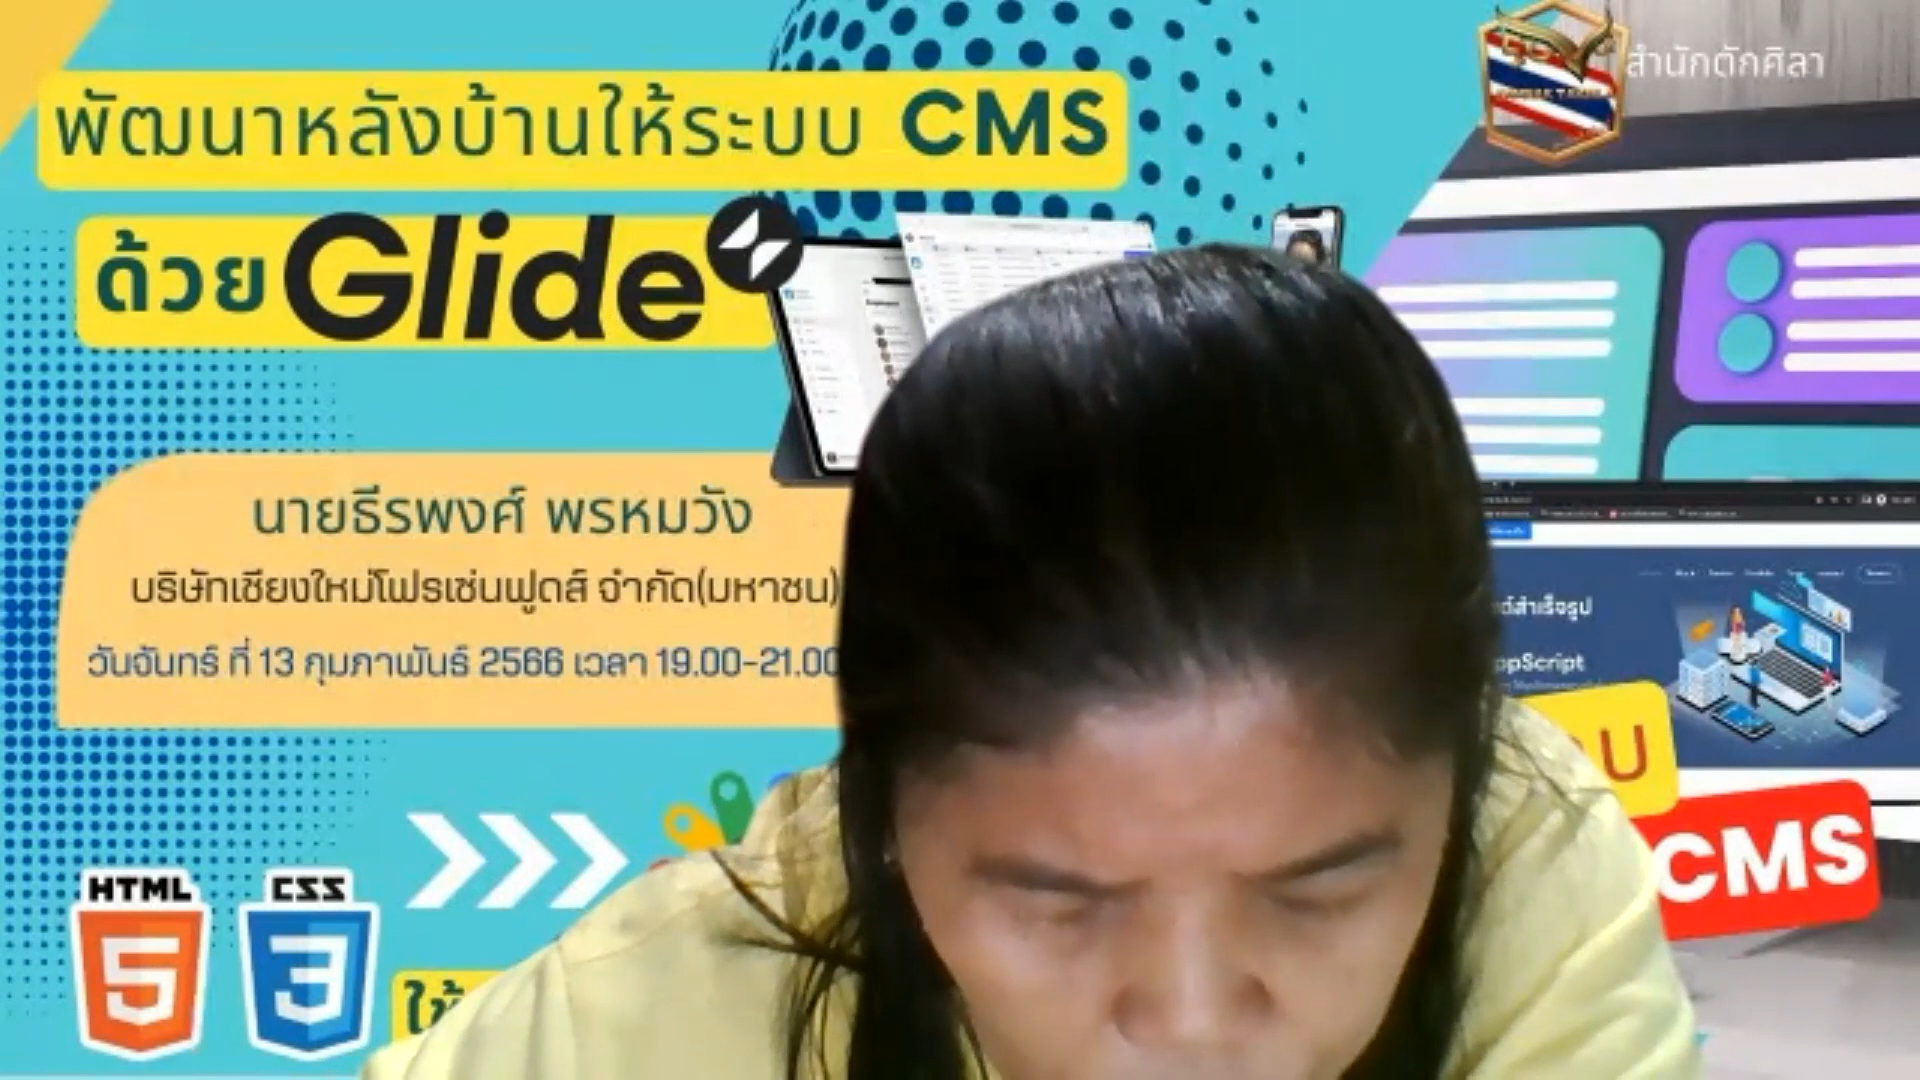 พัฒนาหลังบ้านให้ระบบ CMS
ด้วย Glide
สำนักตักศิลา
นายธีรพงศ์ พรหมวัง
บริษัทเชียงใหม่โฟรเซ่นฟูดส์ จำกัด(มหาชน)
วันจันทร์ ที่ 13 กุมภาพันธ์ 2566 เวลา 19.00-21.00
HTML
5
CSS
3
CMS